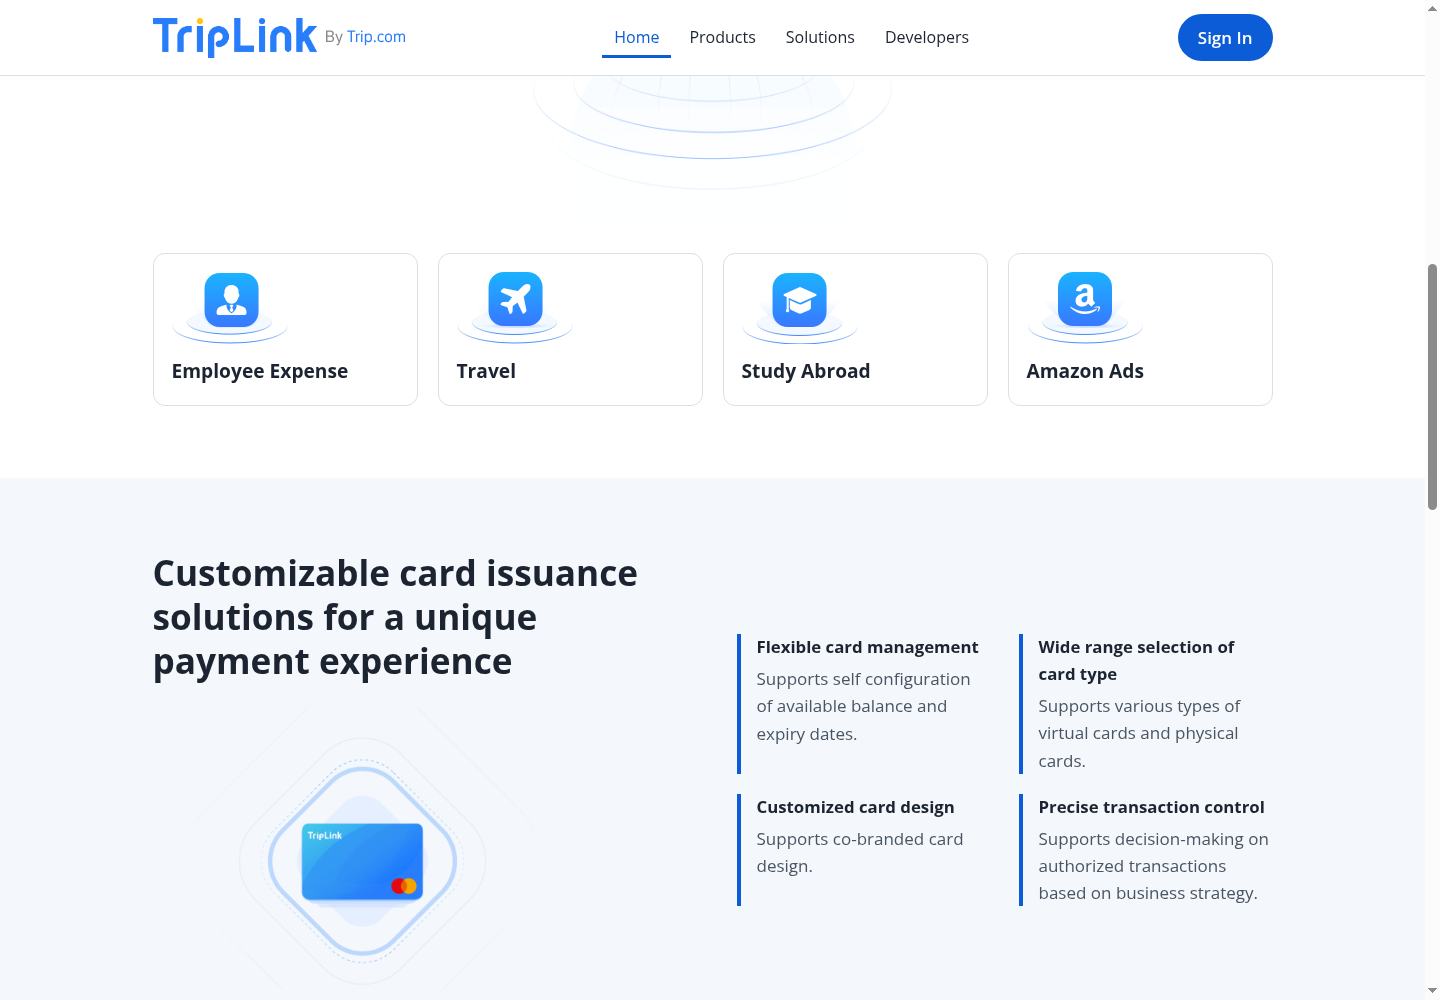 TripLink By Trip.com
Home Products Solutions Developers
Sign In
Employee Expense
Travel
Study Abroad
Amazon Ads
Customizable card issuance
solutions for a unique
payment experience
TripLink
Flexible card management
Supports self configuration
of available balance and
expiry dates.
Wide range selection of
card type
Supports various types of
virtual cards and physical
cards.
Customized card design
Supports co-branded card
design.
Precise transaction control
Supports decision-making on
authorized transactions
based on business strategy.